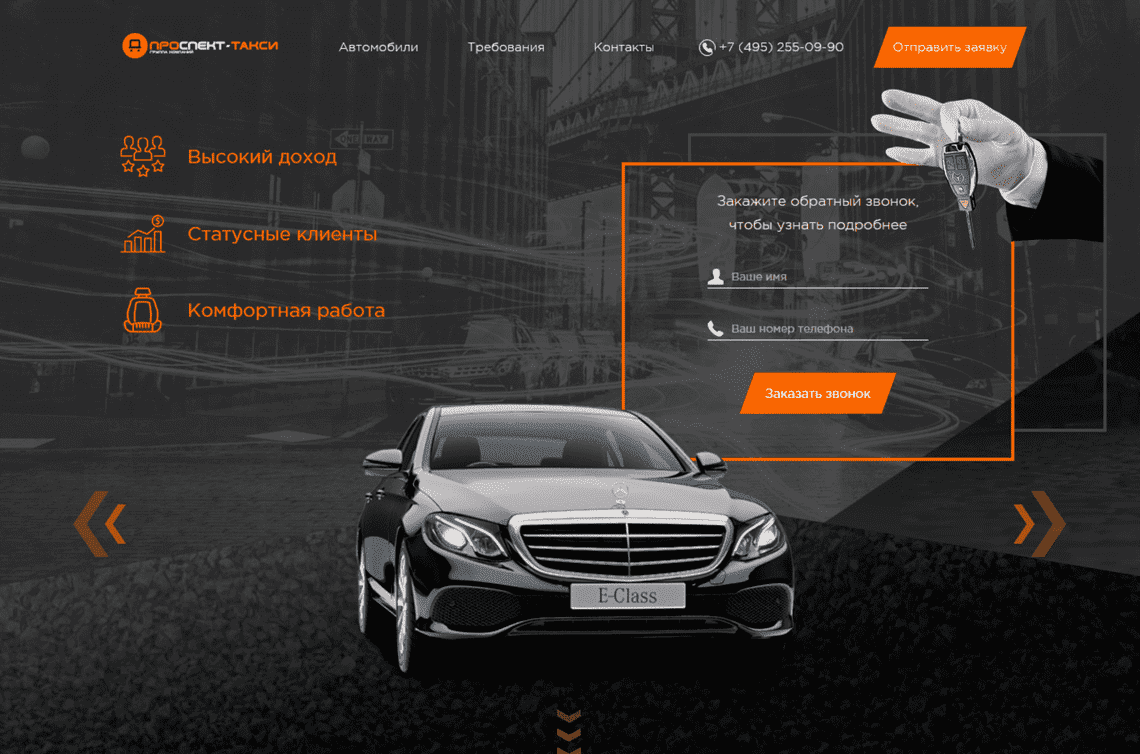 ПРОСПЕКТ·ТАКСИ
ГРУППА КОМПАНИЙ
Автомобили
Требования
Контакты
+7 (495) 255-09-90
Отправить заявку
ONE WAY
Высокий доход
Статусные клиенты
Комфортная работа
Закажите обратный звонок,
чтобы узнать подробнее
Ваше имя
Ваш номер телефона
Заказать звонок
E-Class